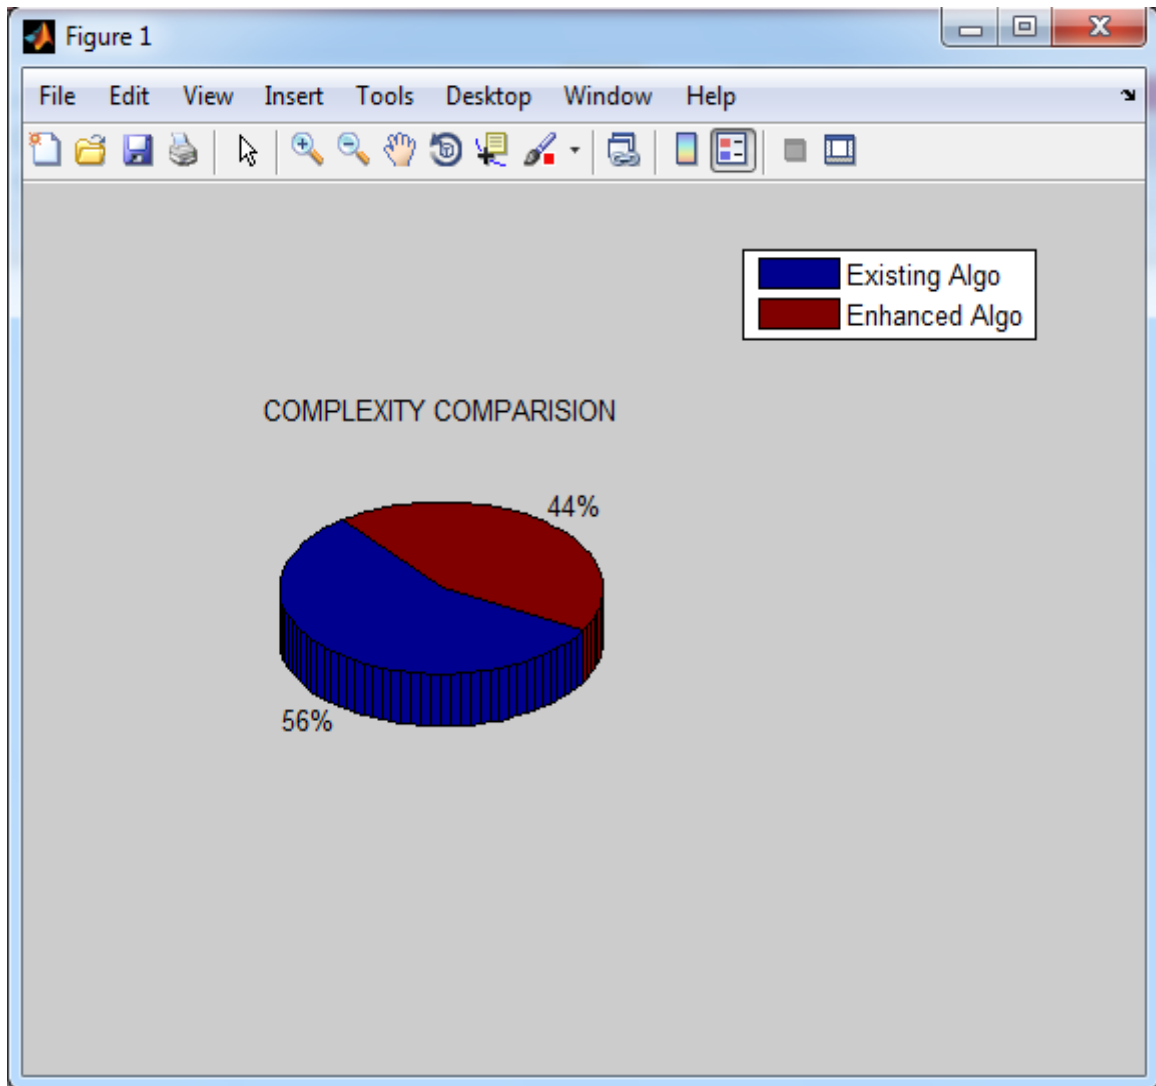 Figure 1
File Edit View Insert Tools Desktop Window Help
Existing Algo
Enhanced Algo
COMPLEXITY COMPARISION
44%
56%